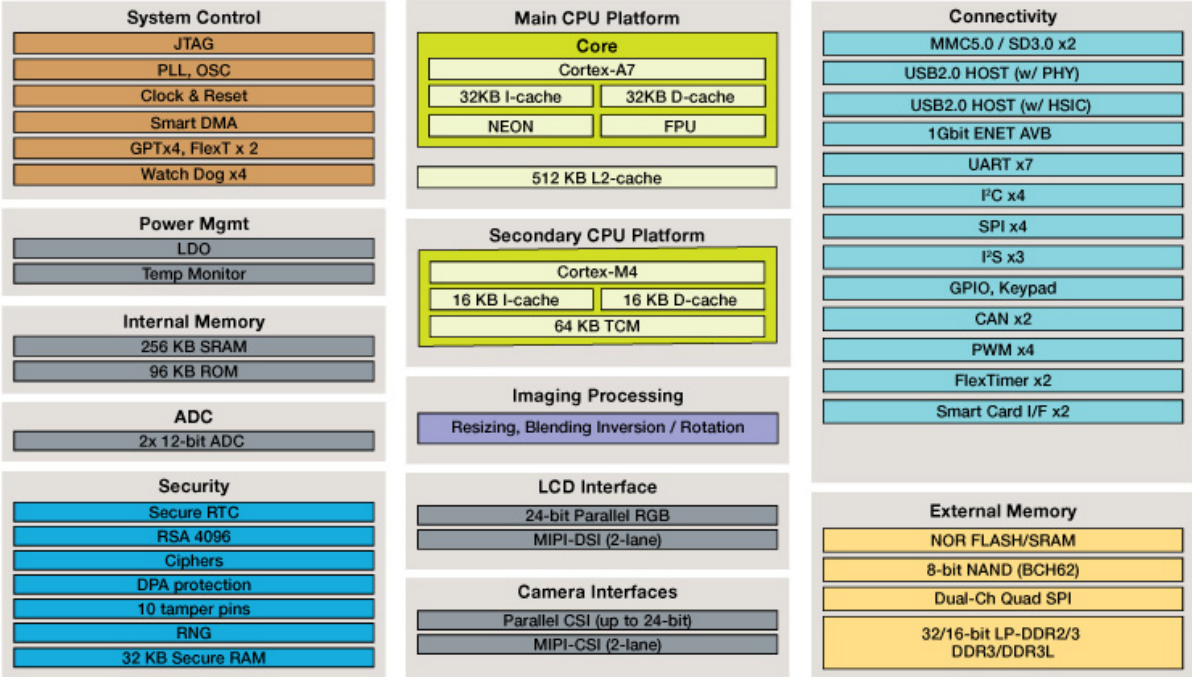 System Control
JTAG
PLL, OSC
Clock & Reset
Smart DMA
GPTx4, FlexT x 2
Watch Dog x4
Power Mgmt
LDO
Temp Monitor
Internal Memory
256 KB SRAM
96 KB ROM
ADC
2x 12-bit ADC
Security
Secure RTC
RSA 4096
Ciphers
DPA protection
10 tamper pins
RNG
32 KB Secure RAM
Main CPU Platform
Core
Cortex-A7
32KB I-cache
32KB D-cache
NEON
FPU
512 KB L2-cache
Secondary CPU Platform
Cortex-M4
16 KB I-cache
16 KB D-cache
64 KB TCM
Imaging Processing
Resizing, Blending Inversion / Rotation
LCD Interface
24-bit Parallel RGB
MIPI-DSI (2-lane)
Camera Interfaces
Parallel CSI (up to 24-bit)
MIPI-CSI (2-lane)
Connectivity
MMC5.0 / SD3.0 x2
USB2.0 HOST (w/ PHY)
USB2.0 HOST (w/ HSIC)
1Gbit ENET AVB
UART x7
I²C x4
SPI x4
I²S x3
GPIO, Keypad
CAN x2
PWM x4
FlexTimer x2
Smart Card I/F x2
External Memory
NOR FLASH/SRAM
8-bit NAND (BCH62)
Dual-Ch Quad SPI
32/16-bit LP-DDR2/3
DDR3/DDR3L